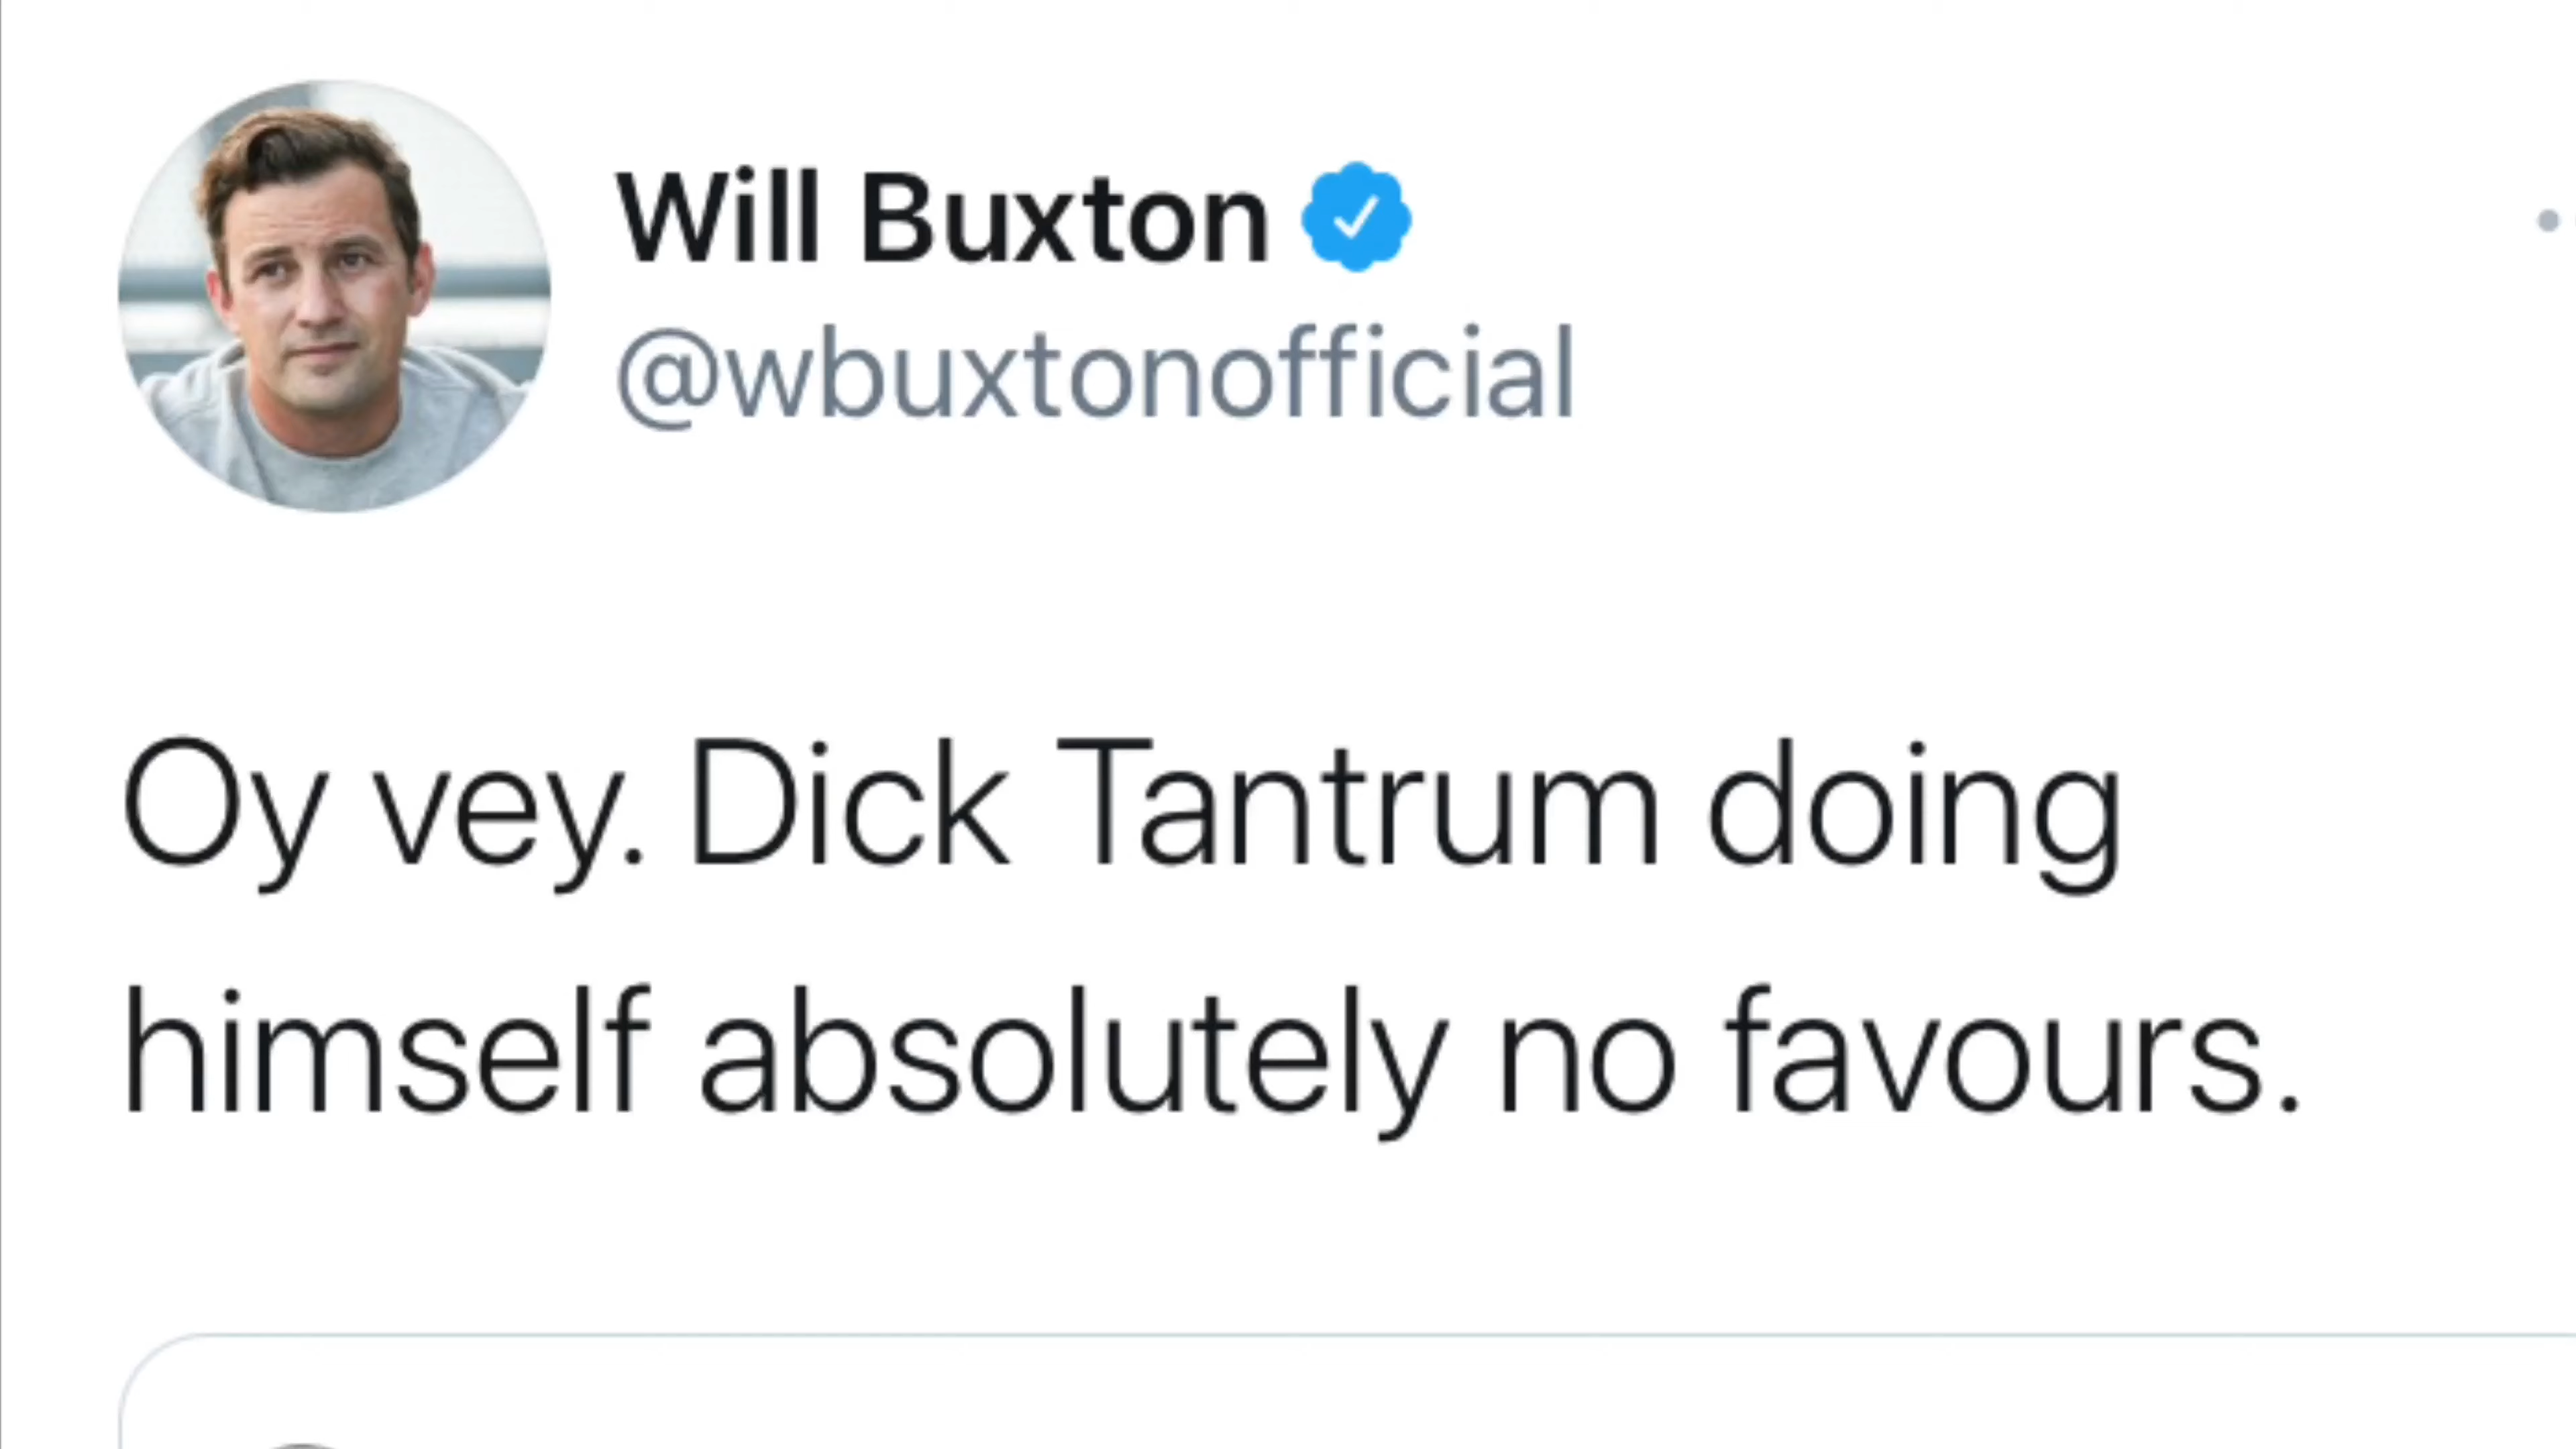 Will Buxton
@wbuxtonofficial
Oy vey. Dick Tantrum doing
himself absolutely no favours.